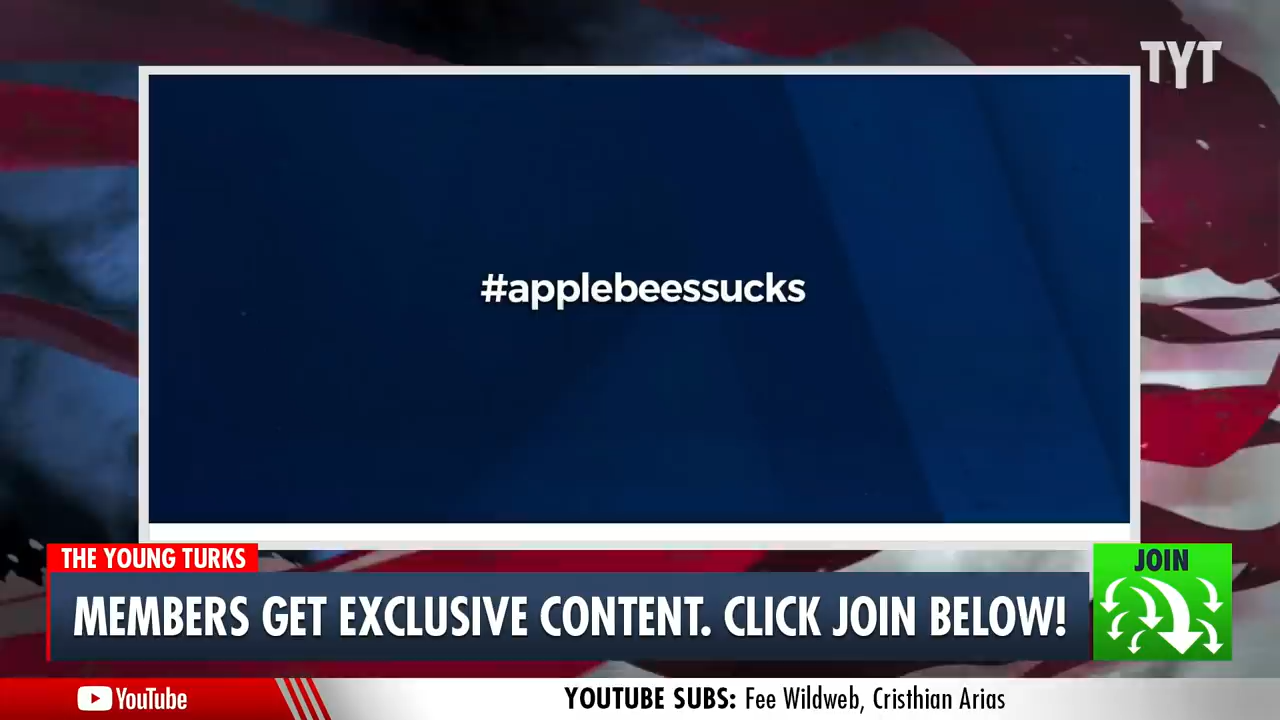 TYT
#applebeessucks
THE YOUNG TURKS
JOIN
MEMBERS GET EXCLUSIVE CONTENT. CLICK JOIN BELOW!
YouTube
YOUTUBE SUBS: Fee Wildweb, Cristhian Arias